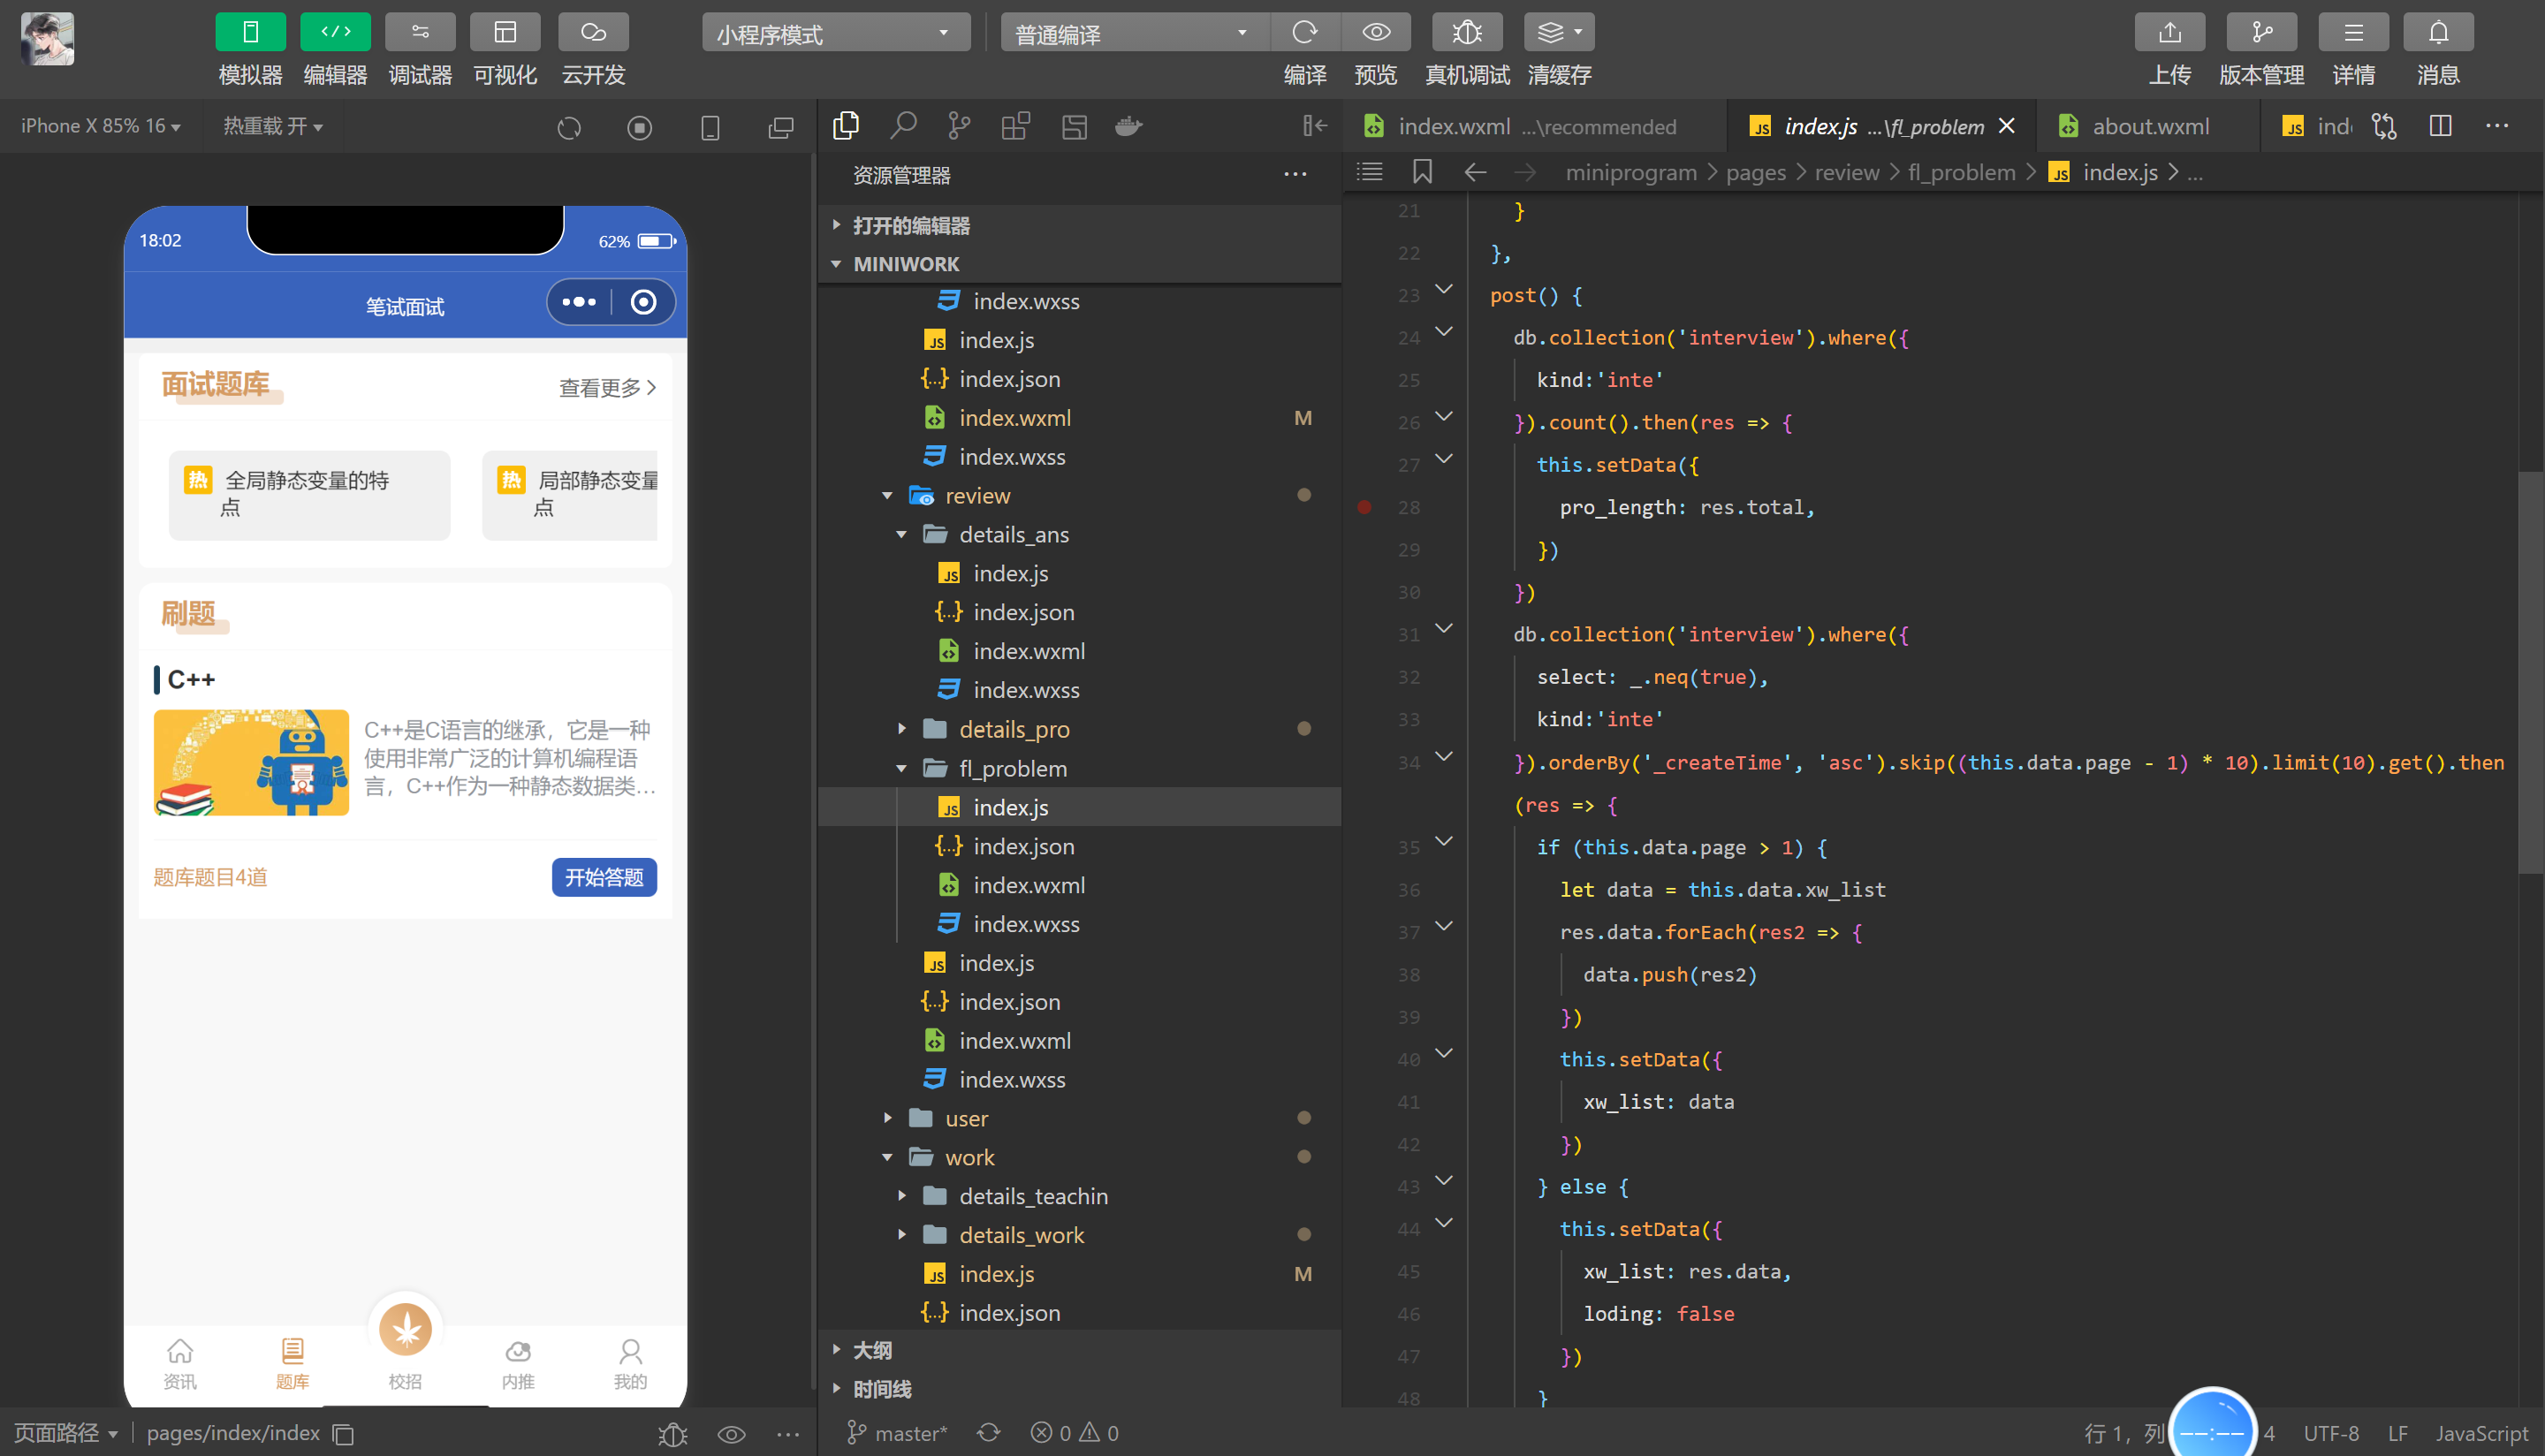 模拟器 编辑器 调试器 可视化 云开发
小程序模式 普通编译
编译 预览 真机调试 清缓存
上传 版本管理 详情 消息
iPhone X 85% 16
热重载 开
18:02
62%
笔试面试
面试题库
查看更多
热 全局静态变量的特
点
热 局部静态变量
点
刷题
C++
C++是C语言的继承，它是一种
使用非常广泛的计算机编程语
言，C++作为一种静态数据类...
题库题目4道
开始答题
资讯 题库 校招 内推 我的
页面路径
pages/index/index
资源管理器
打开的编辑器
MINIWORK
index.wxss
JS index.js
{..} index.json
index.wxml M
index.wxss
review
details_ans
JS index.js
{..} index.json
index.wxml
index.wxss
details_pro
fl_problem
JS index.js
{..} index.json
index.wxml
index.wxss
JS index.js
{..} index.json
index.wxml
index.wxss
user
work
details_teachin
details_work
JS index.js M
{..} index.json
大纲
时间线
master*
0 0
index.wxml ...\recommended
JS index.js ...\fl_problem
about.wxml
JS ind
miniprogram > pages > review > fl_problem > JS index.js > ...
21 }
22 },
23 post() {
24 db.collection('interview').where({
25 kind:'inte'
26 }).count().then(res => {
27 this.setData({
28 pro_length: res.total,
29 })
30 })
31 db.collection('interview').where({
32 select: _.neq(true),
33 kind:'inte'
34 }).orderBy('_createTime', 'asc').skip((this.data.page - 1) * 10).limit(10).get().then
(res => {
35 if (this.data.page > 1) {
36 let data = this.data.xw_list
37 res.data.forEach(res2 => {
38 data.push(res2)
39 })
40 this.setData({
41 xw_list: data
42 })
43 } else {
44 this.setData({
45 xw_list: res.data,
46 loding: false
47 })
48 }
行 1，列
--:--
4 UTF-8 LF JavaScript